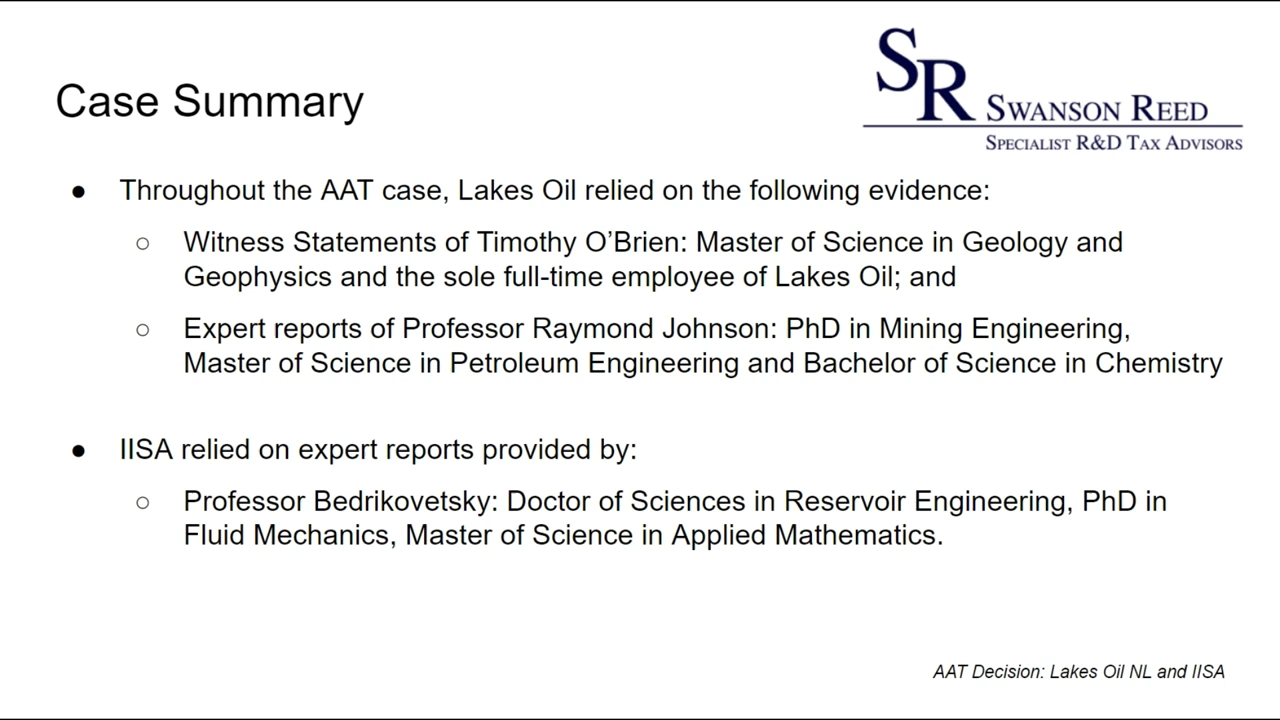 SR SWANSON REED
SPECIALIST R&D TAX ADVISORS
Case Summary
● Throughout the AAT case, Lakes Oil relied on the following evidence:
○ Witness Statements of Timothy O’Brien: Master of Science in Geology and
Geophysics and the sole full-time employee of Lakes Oil; and
○ Expert reports of Professor Raymond Johnson: PhD in Mining Engineering,
Master of Science in Petroleum Engineering and Bachelor of Science in Chemistry
● IISA relied on expert reports provided by:
○ Professor Bedrikovetsky: Doctor of Sciences in Reservoir Engineering, PhD in
Fluid Mechanics, Master of Science in Applied Mathematics.
AAT Decision: Lakes Oil NL and IISA